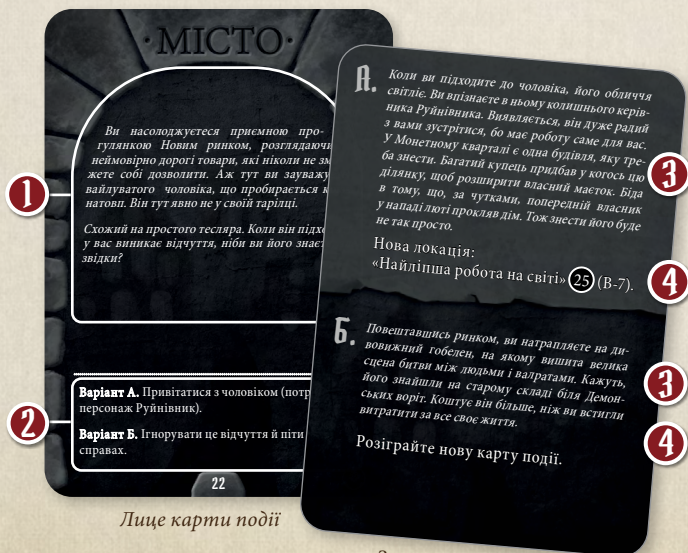 ·МІСТО·
Ви насолоджуєтеся приємною про-
гулянкою Новим ринком, розглядаючи
неймовірно дорогі товари, які ніколи не
жете собі дозволити. Аж тут ви
вайлуватого чоловіка, що пробирається
натовп. Він тут явно не у своїй тарілці.
Схожий на простого тесляра. Коли він
у вас виникає відчуття, ніби ви його
звідки?
1
Варіант А. Привітатися з чоловіком
персонаж Руйнівник).
Варіант Б. Ігнорувати це відчуття й піти
справах.
2
22
Лице карти події
А.
Коли ви підходите до чоловіка, його обличчя
світліє. Ви впізнаєте в ньому колишнього керів-
ника Руйнівника. Виявляється, він дуже радий
з вами зустрітися, бо має роботу саме для вас.
У Монетному кварталі є одна будівля, яку тре-
ба знести. Багатий купець придбав у когось цю
ділянку, щоб розширити власний маєток. Біда
в тому, що, за чутками, попередній власник
у нападі люті прокляв дім. Тож знести його буде
не так просто.
3
Нова локація:
«Найліпша робота на світі» 25 (B-7).
4
Б.
Повештавшись ринком, ви натрапляєте на ди-
вовижний гобелен, на якому вишита велика
сцена битви між людьми і валратами. Кажуть,
його знайшли на старому складі біля Демон-
ських воріт. Коштує він більше, ніж ви встигли
витратити за все своє життя.
3
Розіграйте нову карту події.
4